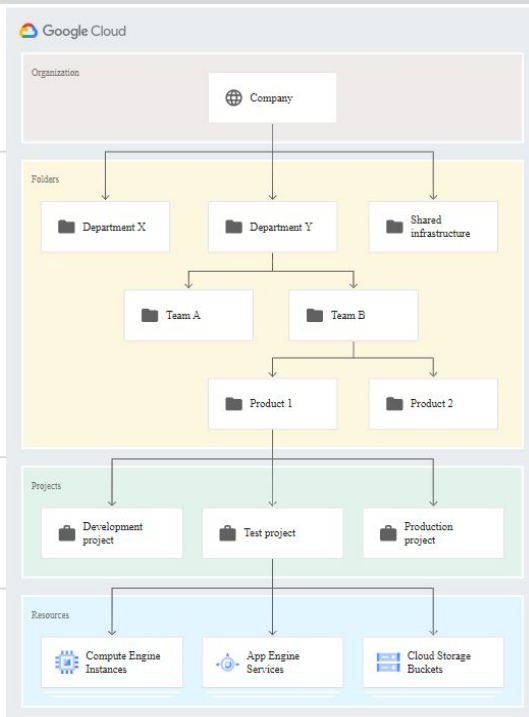 Google Cloud
Organization
Company
Folders
Department X
Department Y
Shared
infrastructure
Team A
Team B
Product 1
Product 2
Projects
Development
project
Test project
Production
project
Resources
Compute Engine
Instances
App Engine
Services
Cloud Storage
Buckets